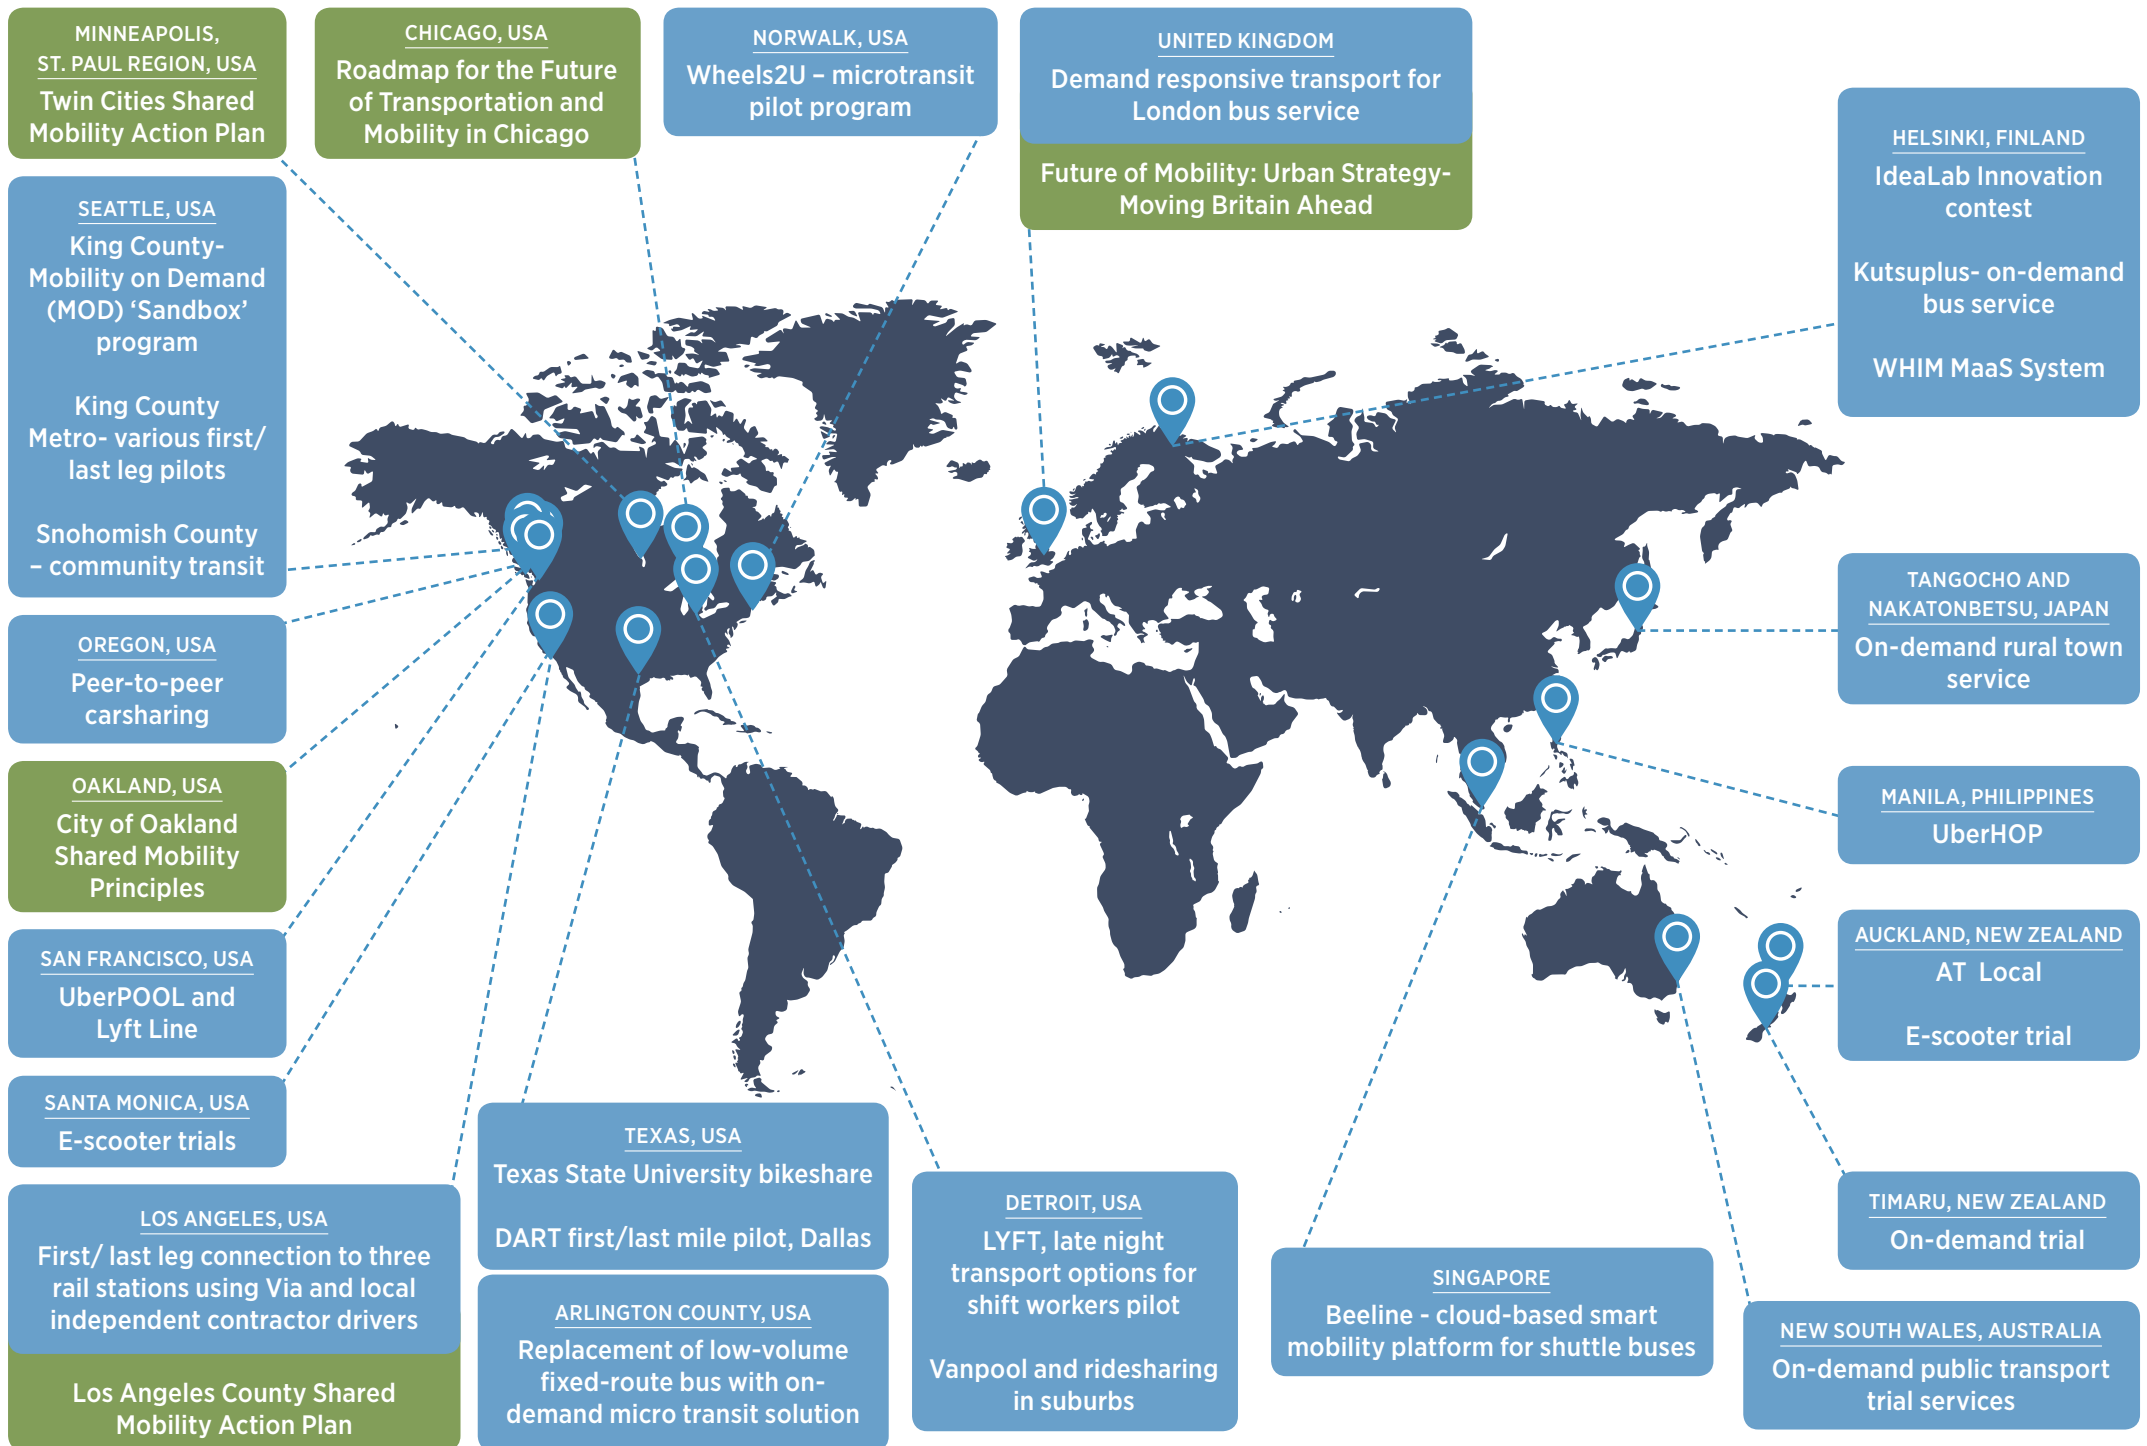 MINNEAPOLIS,
ST. PAUL REGION, USA
Twin Cities Shared
Mobility Action Plan
CHICAGO, USA
Roadmap for the Future
of Transportation and
Mobility in Chicago
NORWALK, USA
Wheels2U – microtransit
pilot program
UNITED KINGDOM
Demand responsive transport for
London bus service
Future of Mobility: Urban Strategy-
Moving Britain Ahead
HELSINKI, FINLAND
IdeaLab Innovation
contest
Kutsuplus- on-demand
bus service
WHIM MaaS System
SEATTLE, USA
King County-
Mobility on Demand
(MOD) ‘Sandbox’
program
King County
Metro- various first/
last leg pilots
Snohomish County
– community transit
OREGON, USA
Peer-to-peer
carsharing
OAKLAND, USA
City of Oakland
Shared Mobility
Principles
SAN FRANCISCO, USA
UberPOOL and
Lyft Line
SANTA MONICA, USA
E-scooter trials
LOS ANGELES, USA
First/ last leg connection to three
rail stations using Via and local
independent contractor drivers
Los Angeles County Shared
Mobility Action Plan
TEXAS, USA
Texas State University bikeshare
DART first/last mile pilot, Dallas
ARLINGTON COUNTY, USA
Replacement of low-volume
fixed-route bus with on-
demand micro transit solution
DETROIT, USA
LYFT, late night
transport options for
shift workers pilot
Vanpool and ridesharing
in suburbs
SINGAPORE
Beeline - cloud-based smart
mobility platform for shuttle buses
TANGOCHO AND
NAKATONBETSU, JAPAN
On-demand rural town
service
MANILA, PHILIPPINES
UberHOP
AUCKLAND, NEW ZEALAND
AT Local
E-scooter trial
TIMARU, NEW ZEALAND
On-demand trial
NEW SOUTH WALES, AUSTRALIA
On-demand public transport
trial services